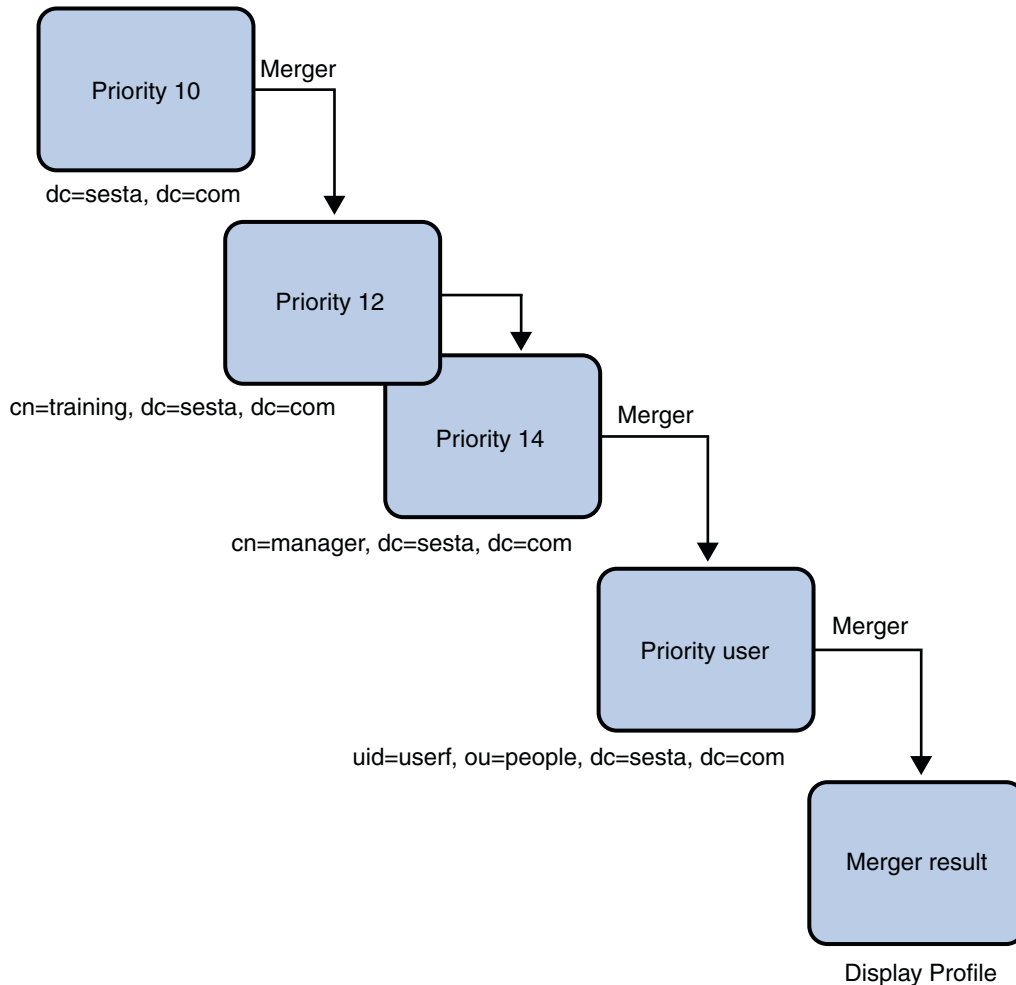 Priority 10
Merger
dc=sesta, dc=com
Priority 12
cn=training, dc=sesta, dc=com
Priority 14
Merger
cn=manager, dc=sesta, dc=com
Priority user
Merger
uid=userf, ou=people, dc=sesta, dc=com
Merger result
Display Profile